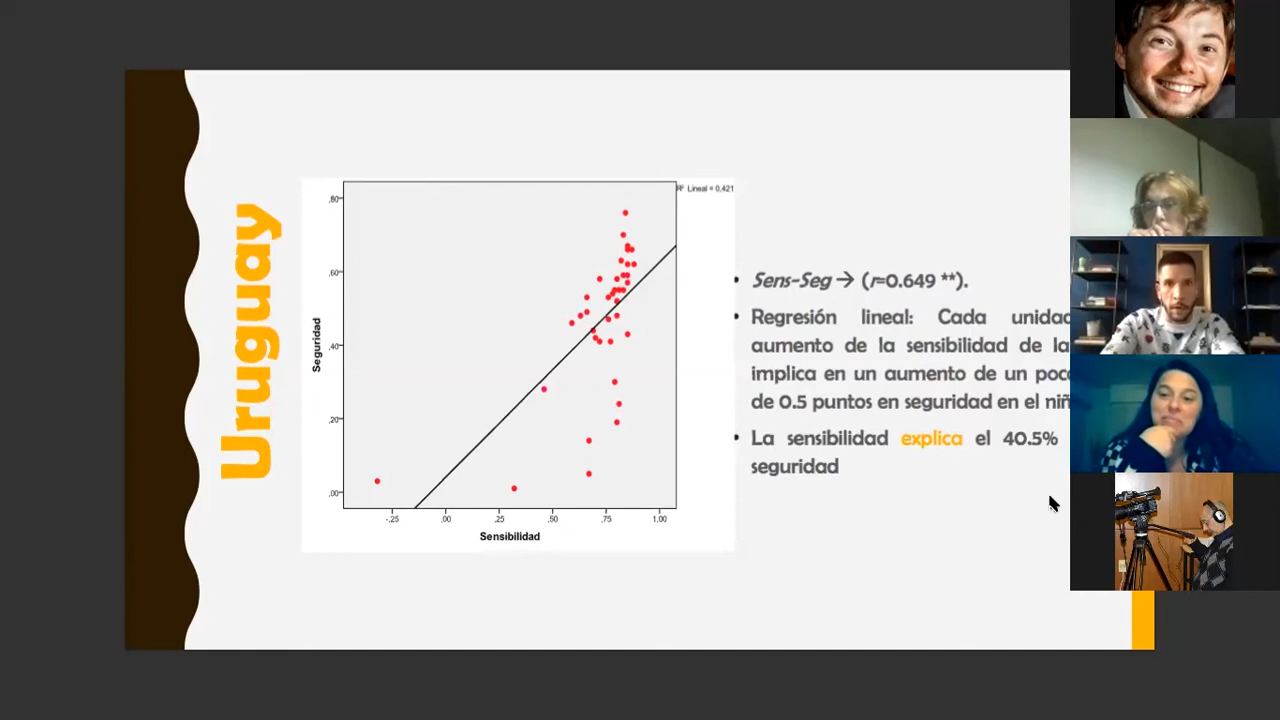 Uruguay
R² Lineal = 0,421
,80
,60
,40
,20
,00
Seguridad
-,25
,00
,25
,50
,75
1,00
Sensibilidad
• Sens-Seg → (r=0.649 **).
• Regresión lineal: Cada unidad
aumento de la sensibilidad de la
implica en un aumento de un poc
de 0.5 puntos en seguridad en el niñ
• La sensibilidad explica el 40.5%
seguridad